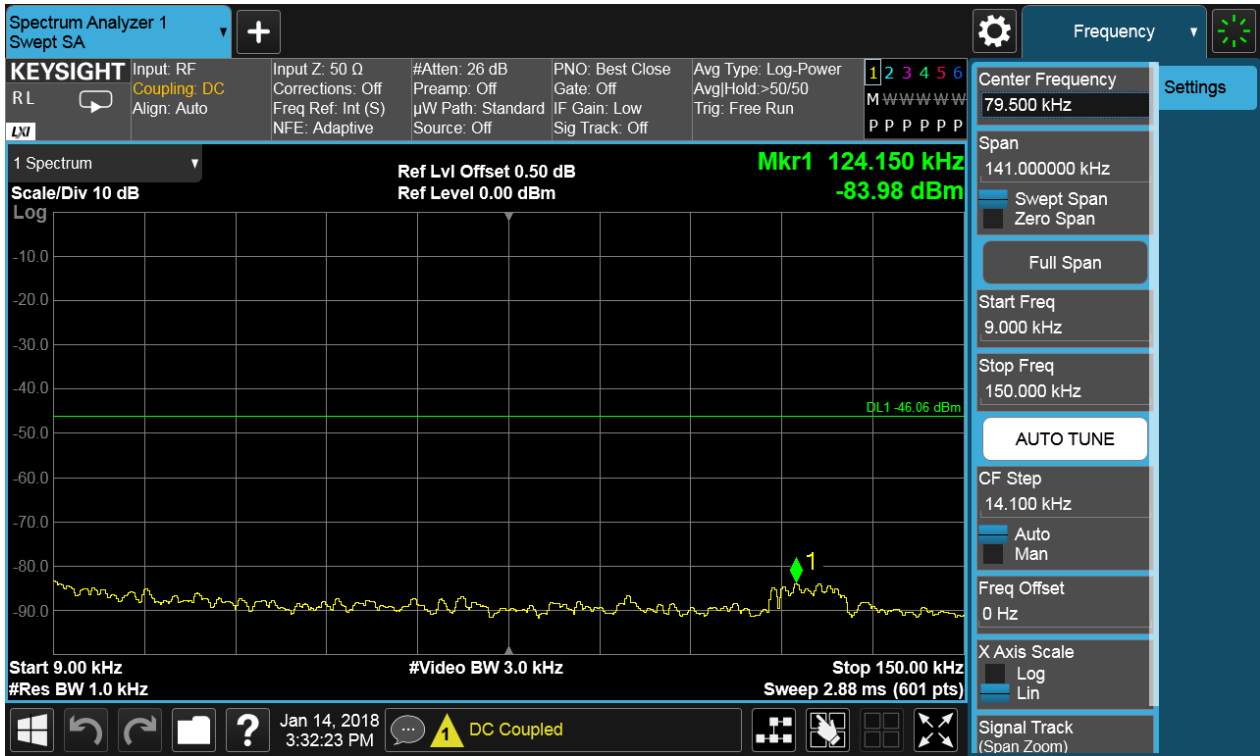 Spectrum Analyzer 1
Swept SA
+
Frequency
KEYSIGHT
RL
LXI
Input: RF
Coupling: DC
Align: Auto
Input Z: 50 Ω
Corrections: Off
Freq Ref: Int (S)
NFE: Adaptive
#Atten: 26 dB
Preamp: Off
µW Path: Standard
Source: Off
PNO: Best Close
Gate: Off
IF Gain: Low
Sig Track: Off
Avg Type: Log-Power
Avg|Hold:>50/50
Trig: Free Run
1 2 3 4 5 6
M W W W W W
P P P P P P
1 Spectrum
Scale/Div 10 dB
Log
Ref Lvl Offset 0.50 dB
Ref Level 0.00 dBm
Mkr1 124.150 kHz
-83.98 dBm
-10.0
-20.0
-30.0
-40.0
DL1 -46.06 dBm
-50.0
-60.0
-70.0
-80.0
1
-90.0
Start 9.00 kHz
#Video BW 3.0 kHz
Stop 150.00 kHz
#Res BW 1.0 kHz
Sweep 2.88 ms (601 pts)
Center Frequency
79.500 kHz
Span
141.000000 kHz
Swept Span
Zero Span
Full Span
Start Freq
9.000 kHz
Stop Freq
150.000 kHz
AUTO TUNE
CF Step
14.100 kHz
Auto
Man
Freq Offset
0 Hz
X Axis Scale
Log
Lin
Signal Track
(Span Zoom)
Settings
?
Jan 14, 2018
3:32:23 PM
1
DC Coupled